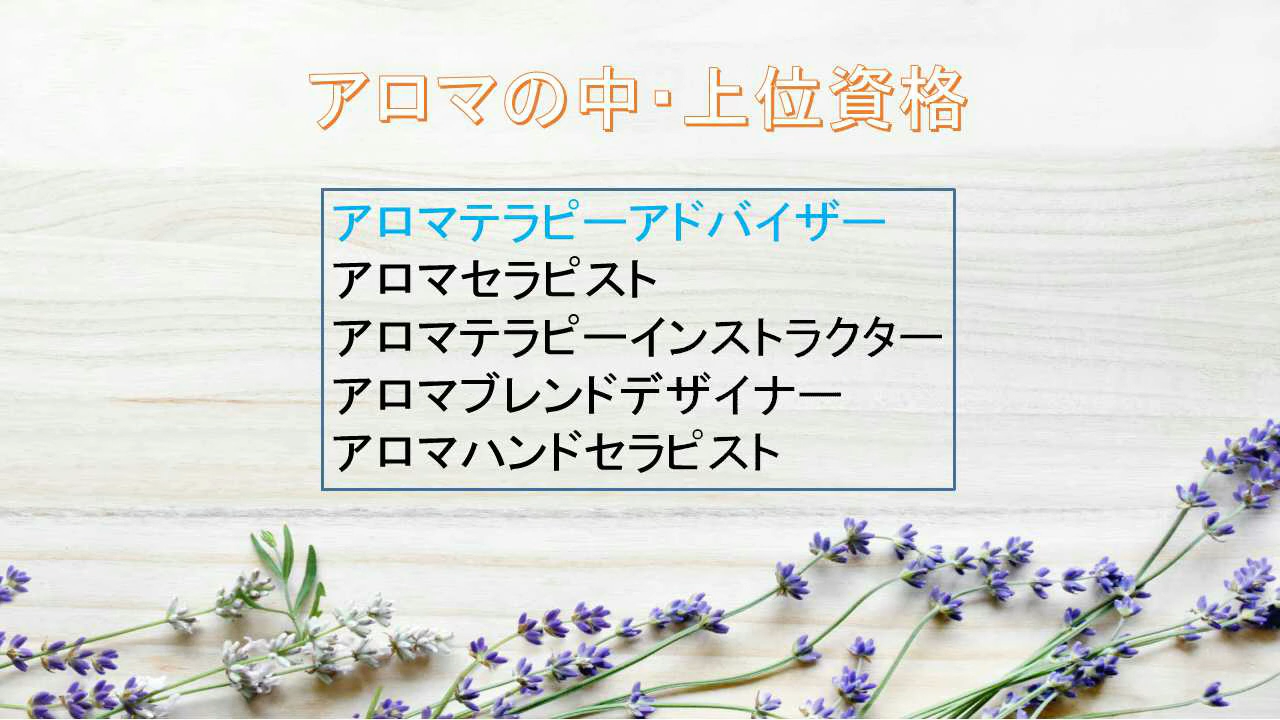 アロマの中・上位資格
アロマテラピーアドバイザー
アロマセラピスト
アロマテラピーインストラクター
アロマブレンドデザイナー
アロマハンドセラピスト